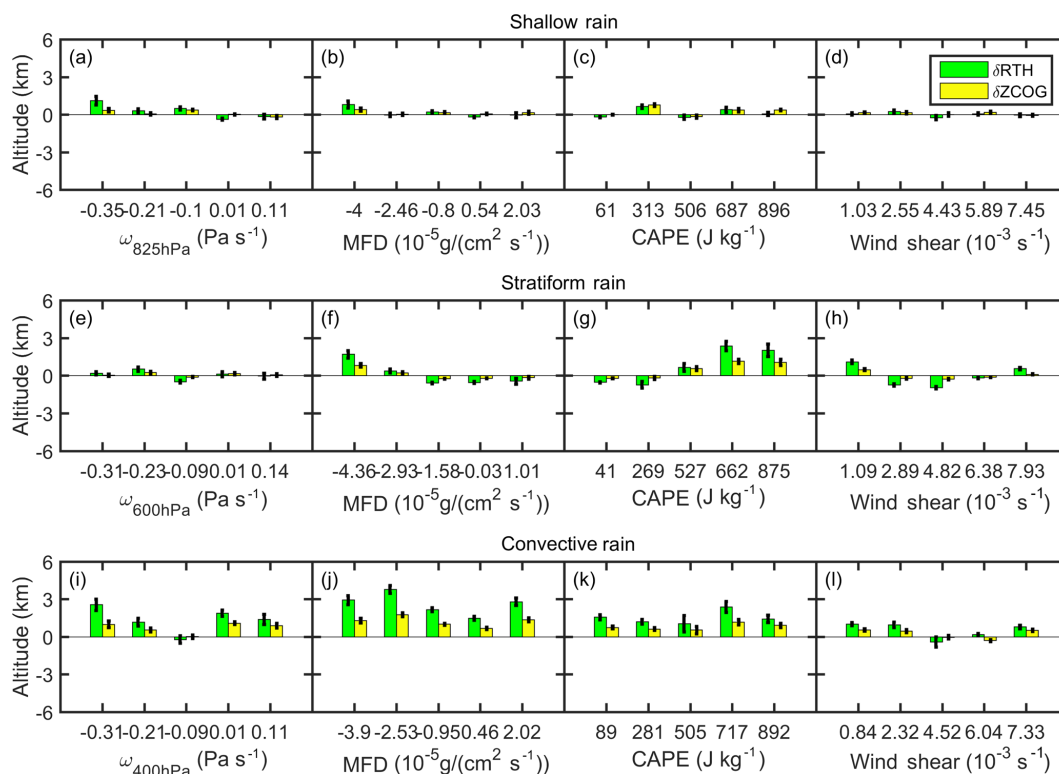 Shallow rain
(a) (b) (c) (d)
δRTH
δZCOG
Altitude (km)
6
3
0
-3
-6
-0.35 -0.21 -0.1 0.01 0.11
-4 -2.46 -0.8 0.54 2.03
61 313 506 687 896
1.03 2.55 4.43 5.89 7.45
ω825hPa (Pa s⁻¹)
MFD (10⁻⁵g/(cm² s⁻¹))
CAPE (J kg⁻¹)
Wind shear (10⁻³ s⁻¹)
Stratiform rain
(e) (f) (g) (h)
Altitude (km)
6
3
0
-3
-6
-0.31 -0.23 -0.09 0.01 0.14
-4.36 -2.93 -1.58 -0.03 1.01
41 269 527 662 875
1.09 2.89 4.82 6.38 7.93
ω600hPa (Pa s⁻¹)
MFD (10⁻⁵g/(cm² s⁻¹))
CAPE (J kg⁻¹)
Wind shear (10⁻³ s⁻¹)
Convective rain
(i) (j) (k) (l)
Altitude (km)
6
3
0
-3
-6
-0.31 -0.21 -0.09 0.01 0.11
-3.9 -2.53 -0.95 0.46 2.02
89 281 505 717 892
0.84 2.32 4.52 6.04 7.33
ω400hPa (Pa s⁻¹)
MFD (10⁻⁵g/(cm² s⁻¹))
CAPE (J kg⁻¹)
Wind shear (10⁻³ s⁻¹)